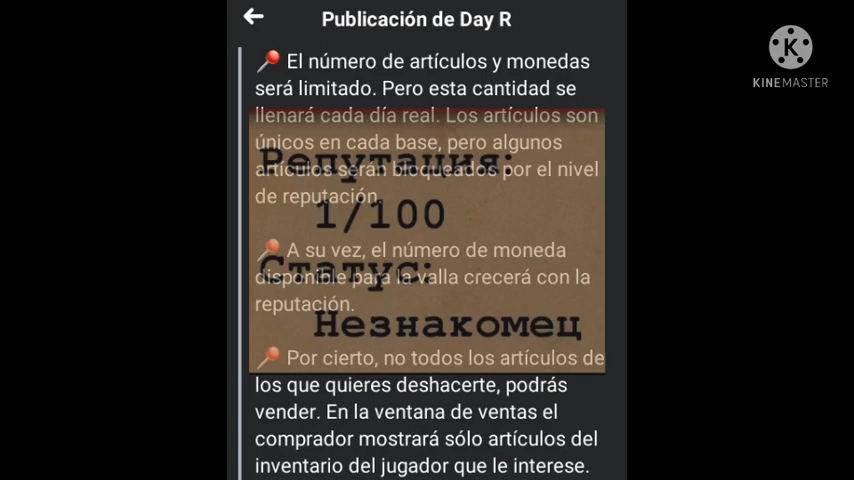 Publicación de Day R
📍 El número de artículos y monedas
será limitado. Pero esta cantidad se
llenará cada día real. Los artículos son
únicos en cada base, pero algunos
artículos serán bloqueados por el nivel
de reputación.
📍 A su vez, el número de moneda
disponible para la valla crecerá con la
reputación.
📍 Por cierto, no todos los artículos de
los que quieres deshacerte, podrás
vender. En la ventana de ventas el
comprador mostrará sólo artículos del
inventario del jugador que le interese.
Репутация:
1/100
Статус:
Незнакомец
K
KINEMASTER